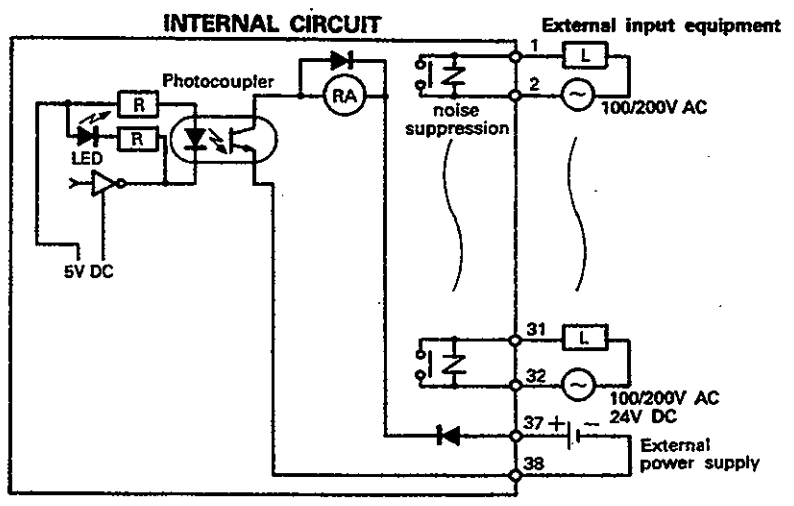 INTERNAL CIRCUIT
External input equipment
Photocoupler
R
R
LED
5V DC
RA
noise
suppression
1
L
2
~
100/200V AC
31
L
32
~
100/200V AC
24V DC
37 + −
38
External
power supply